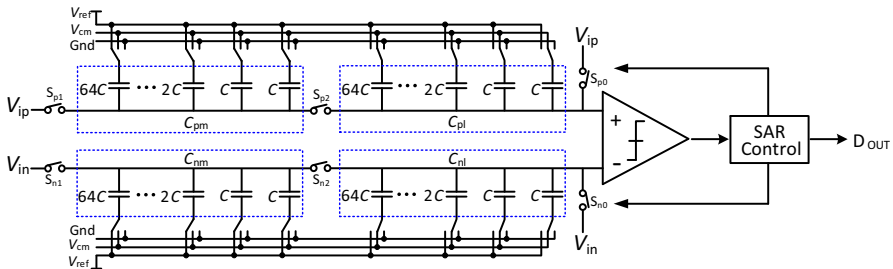 Vref
Vcm
Gnd
Vip
Sp0
64C ··· 2C C C
64C ··· 2C C C
Sp1
Vip
Sp2
Cpm
Cpl
+
-
SAR
Control
DOUT
Vin
Sn1
Cnm
Sn2
Cnl
64C ··· 2C C C
64C ··· 2C C C
Sn0
Gnd
Vcm
Vref
Vin